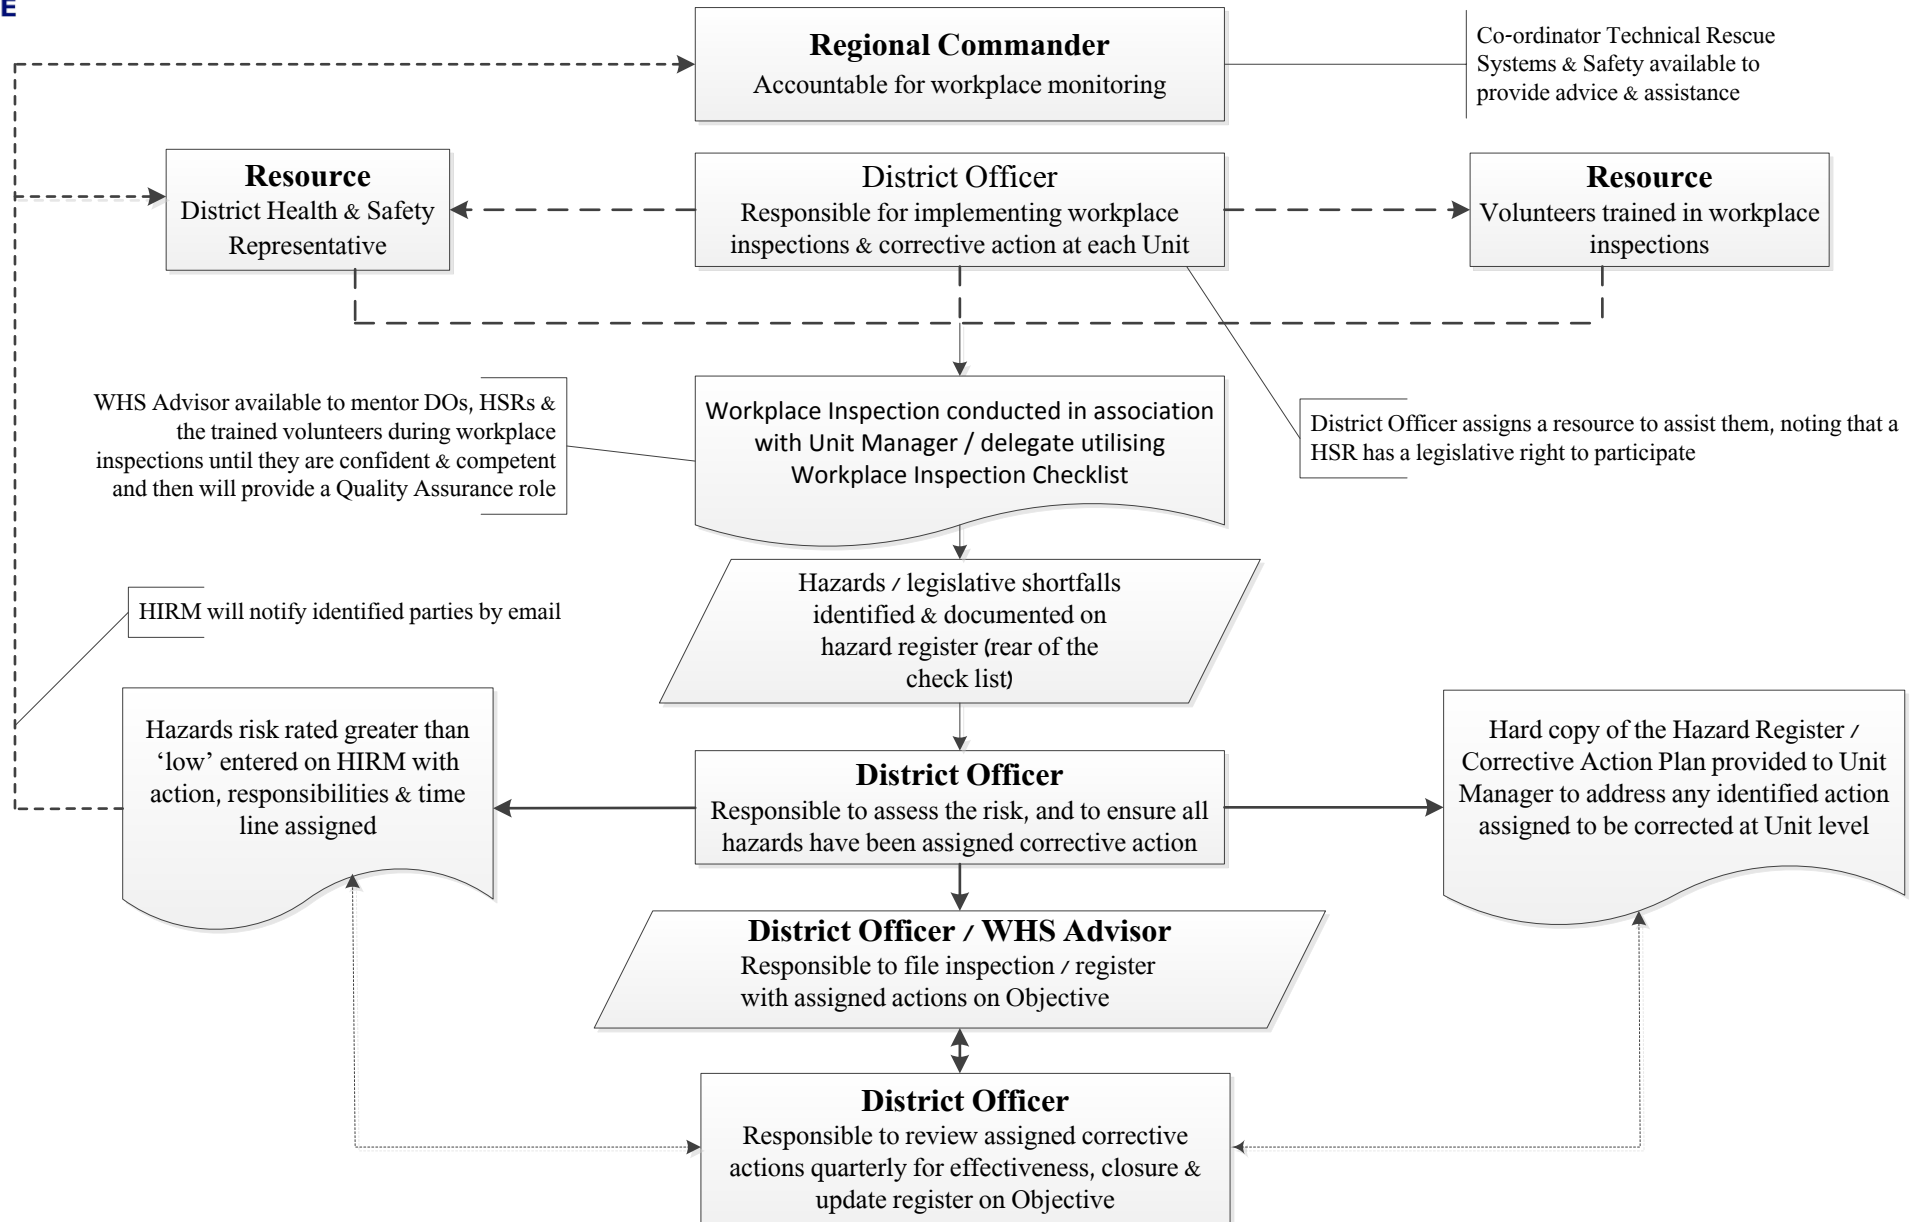 E
Regional Commander
Accountable for workplace monitoring
Co-ordinator Technical Rescue
Systems & Safety available to
provide advice & assistance
Resource
District Health & Safety
Representative
District Officer
Responsible for implementing workplace
inspections & corrective action at each Unit
Resource
Volunteers trained in workplace
inspections
WHS Advisor available to mentor DOs, HSRs &
the trained volunteers during workplace
inspections until they are confident & competent
and then will provide a Quality Assurance role
Workplace Inspection conducted in association
with Unit Manager / delegate utilising
Workplace Inspection Checklist
District Officer assigns a resource to assist them, noting that a
HSR has a legislative right to participate
Hazards / legislative shortfalls
identified & documented on
hazard register (rear of the
check list)
HIRM will notify identified parties by email
Hazards risk rated greater than
‘low’ entered on HIRM with
action, responsibilities & time
line assigned
District Officer
Responsible to assess the risk, and to ensure all
hazards have been assigned corrective action
Hard copy of the Hazard Register /
Corrective Action Plan provided to Unit
Manager to address any identified action
assigned to be corrected at Unit level
District Officer / WHS Advisor
Responsible to file inspection / register
with assigned actions on Objective
District Officer
Responsible to review assigned corrective
actions quarterly for effectiveness, closure &
update register on Objective